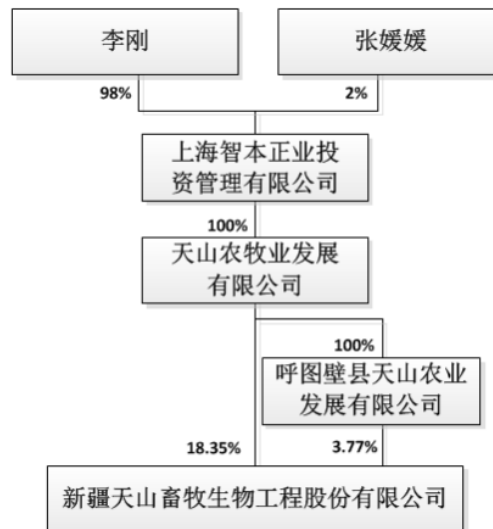 李刚
张媛媛
98%
2%
上海智本正业投
资管理有限公司
100%
天山农牧业发展
有限公司
100%
呼图壁县天山农业
发展有限公司
18.35%
3.77%
新疆天山畜牧生物工程股份有限公司